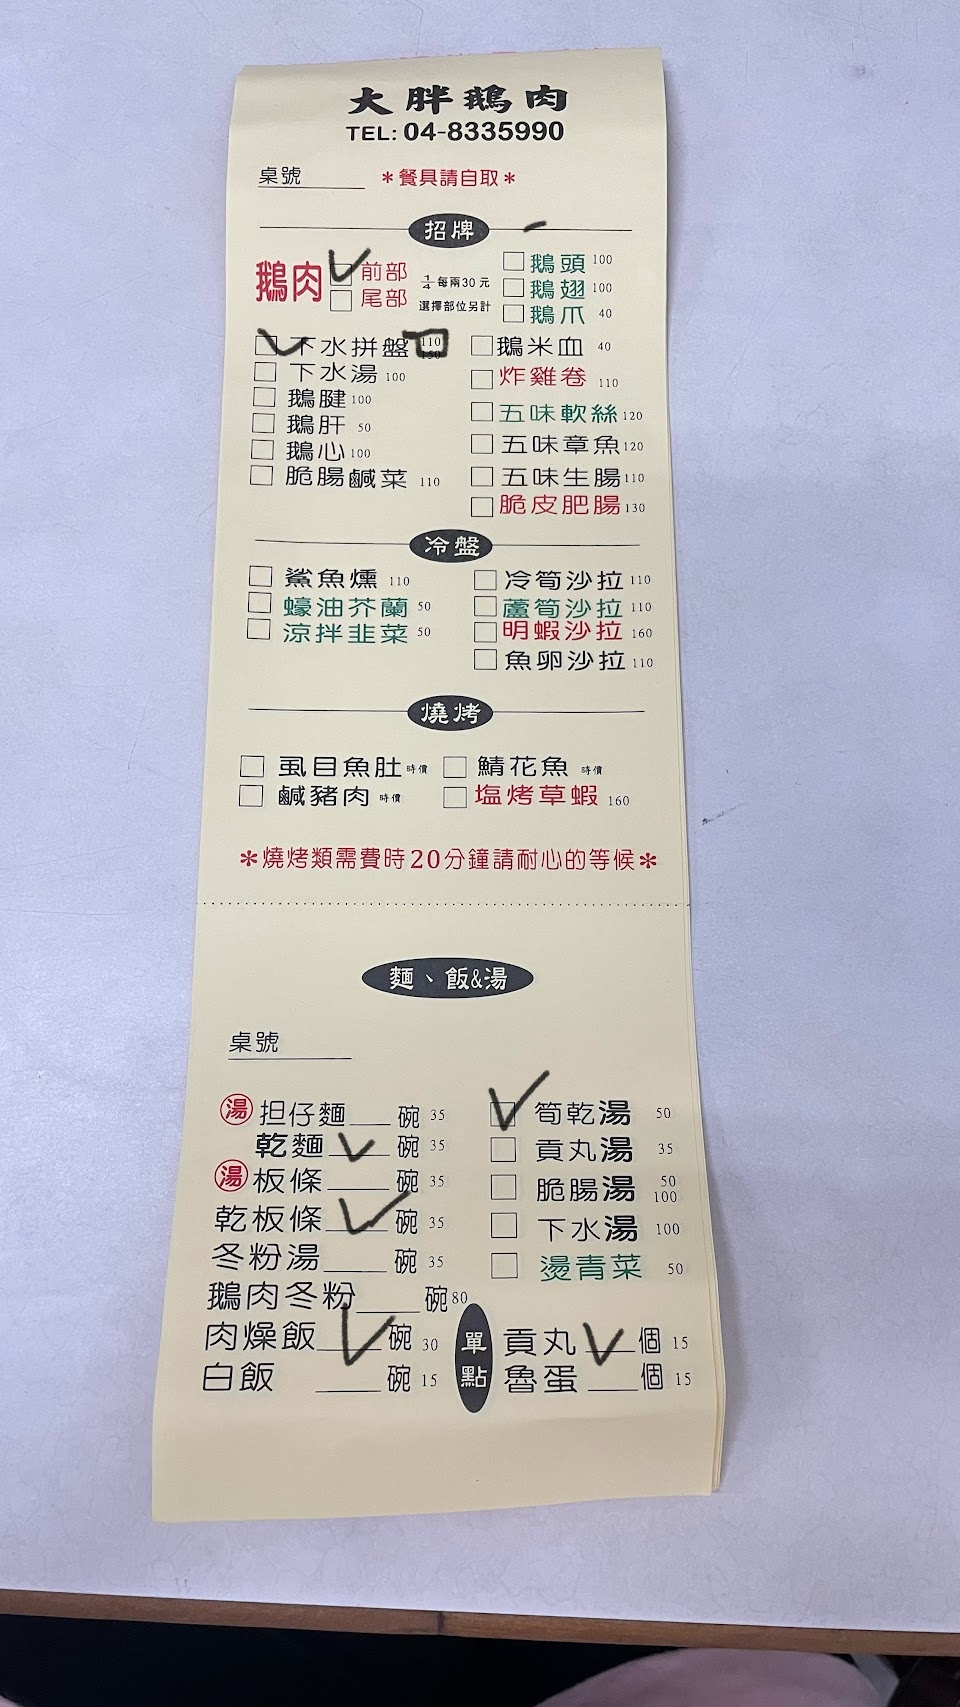 大胖鵝肉
TEL: 04-8335990
桌號 *餐具請自取*
招牌
鵝肉
前部
尾部
1/4每兩30元
選擇部位另計
鵝頭 100
鵝翅 100
鵝爪 40
下水拼盤 110 150
下水湯 100
鵝腱 100
鵝肝 50
鵝心 100
脆腸鹹菜 110
鵝米血 40
炸雞卷 110
五味軟絲 120
五味章魚 120
五味生腸 110
脆皮肥腸 130
冷盤
鯊魚燻 110
蠔油芥蘭 50
涼拌韭菜 50
冷筍沙拉 110
蘆筍沙拉 110
明蝦沙拉 160
魚卵沙拉 110
燒烤
虱目魚肚 時價
鹹豬肉 時價
鯖花魚 時價
塩烤草蝦 160
*燒烤類需費時20分鐘請耐心的等候*
麵、飯&湯
桌號
湯 担仔麵 碗 35
乾麵 碗 35
湯 板條 碗 35
乾板條 碗 35
冬粉湯 碗 35
鵝肉冬粉 碗 80
肉燥飯 碗 30
白飯 碗 15
筍乾湯 50
貢丸湯 35
脆腸湯 50 100
下水湯 100
燙青菜 50
單點
貢丸 個 15
魯蛋 個 15